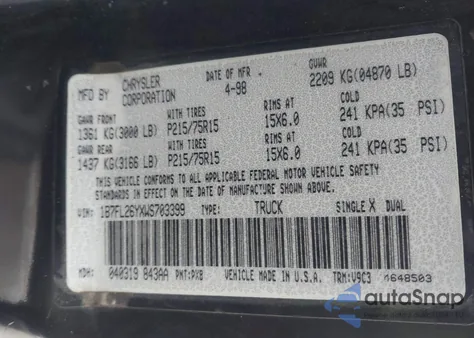 MFD BY CHRYSLER CORPORATION DATE OF MFR 4-98 GVWR 2209 KG(04870 LB)
GAWR FRONT WITH TIRES RIMS AT COLD
1361 KG(3000 LB) P215/75R15 15X6.0 241 KPA(35 PSI)
GAWR REAR WITH TIRES RIMS AT COLD
1437 KG(3166 LB) P215/75R15 15X6.0 241 KPA(35 PSI)
THIS VEHICLE CONFORMS TO ALL APPLICABLE FEDERAL MOTOR VEHICLE SAFETY
STANDARDS IN EFFECT ON THE DATE OF MANUFACTURE SHOWN ABOVE
VIN: 1B7FL26YXWS703399 TYPE: TRUCK SINGLE X DUAL
MDH: 040319 843AA PNT:PX8 VEHICLE MADE IN U.S.A. TRM:V9C3 4648503
autoSnap